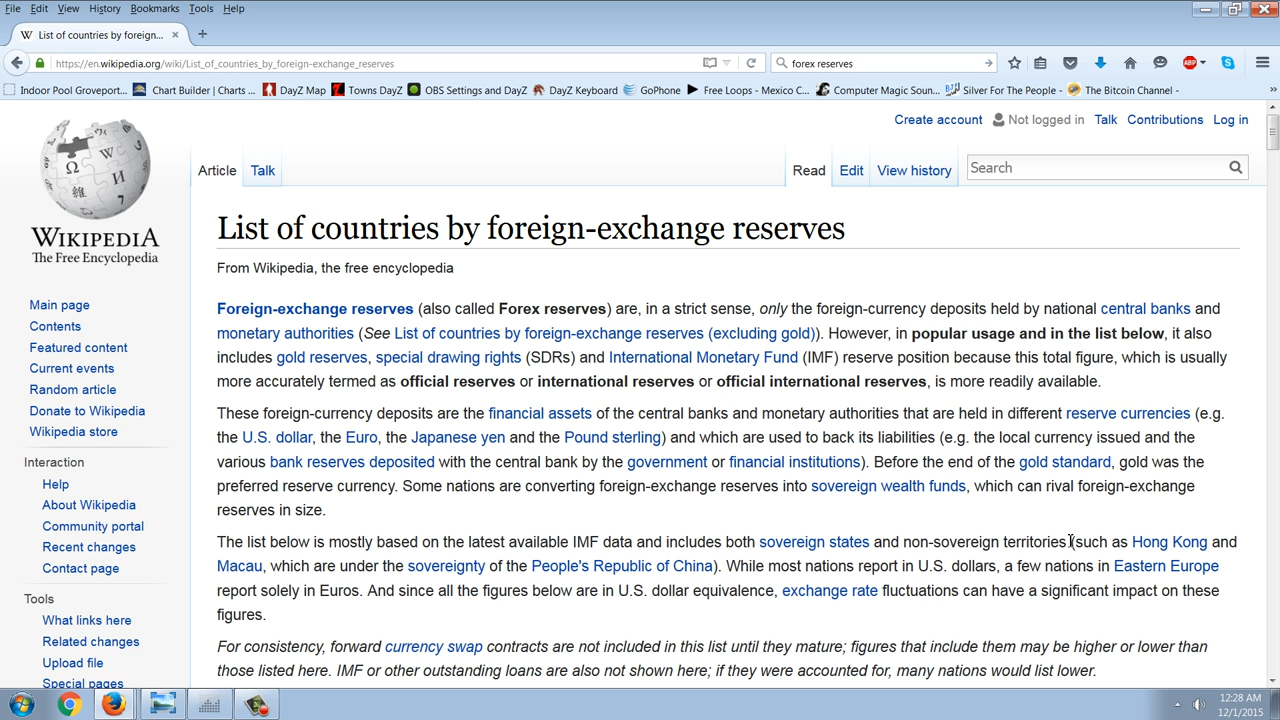 File Edit View History Bookmarks Tools Help
W List of countries by foreign... × +
https://en.wikipedia.org/wiki/List_of_countries_by_foreign-exchange_reserves
forex reserves
Indoor Pool Groveport... Chart Builder | Charts ... DayZ Map Towns DayZ OBS Settings and DayZ DayZ Keyboard GoPhone Free Loops - Mexico C... Computer Magic Soun... Silver For The People - The Bitcoin Channel - »
Create account Not logged in Talk Contributions Log in
Article Talk Read Edit View history Search
WIKIPEDIA
The Free Encyclopedia
Main page
Contents
Featured content
Current events
Random article
Donate to Wikipedia
Wikipedia store
Interaction
Help
About Wikipedia
Community portal
Recent changes
Contact page
Tools
What links here
Related changes
Upload file
Special pages
List of countries by foreign-exchange reserves
From Wikipedia, the free encyclopedia
Foreign-exchange reserves (also called Forex reserves) are, in a strict sense, only the foreign-currency deposits held by national central banks and
monetary authorities (See List of countries by foreign-exchange reserves (excluding gold)). However, in popular usage and in the list below, it also
includes gold reserves, special drawing rights (SDRs) and International Monetary Fund (IMF) reserve position because this total figure, which is usually
more accurately termed as official reserves or international reserves or official international reserves, is more readily available.
These foreign-currency deposits are the financial assets of the central banks and monetary authorities that are held in different reserve currencies (e.g.
the U.S. dollar, the Euro, the Japanese yen and the Pound sterling) and which are used to back its liabilities (e.g. the local currency issued and the
various bank reserves deposited with the central bank by the government or financial institutions). Before the end of the gold standard, gold was the
preferred reserve currency. Some nations are converting foreign-exchange reserves into sovereign wealth funds, which can rival foreign-exchange
reserves in size.
The list below is mostly based on the latest available IMF data and includes both sovereign states and non-sovereign territories (such as Hong Kong and
Macau, which are under the sovereignty of the People's Republic of China). While most nations report in U.S. dollars, a few nations in Eastern Europe
report solely in Euros. And since all the figures below are in U.S. dollar equivalence, exchange rate fluctuations can have a significant impact on these
figures.
For consistency, forward currency swap contracts are not included in this list until they mature; figures that include them may be higher or lower than
those listed here. IMF or other outstanding loans are also not shown here; if they were accounted for, many nations would list lower.
12:28 AM
12/1/2015